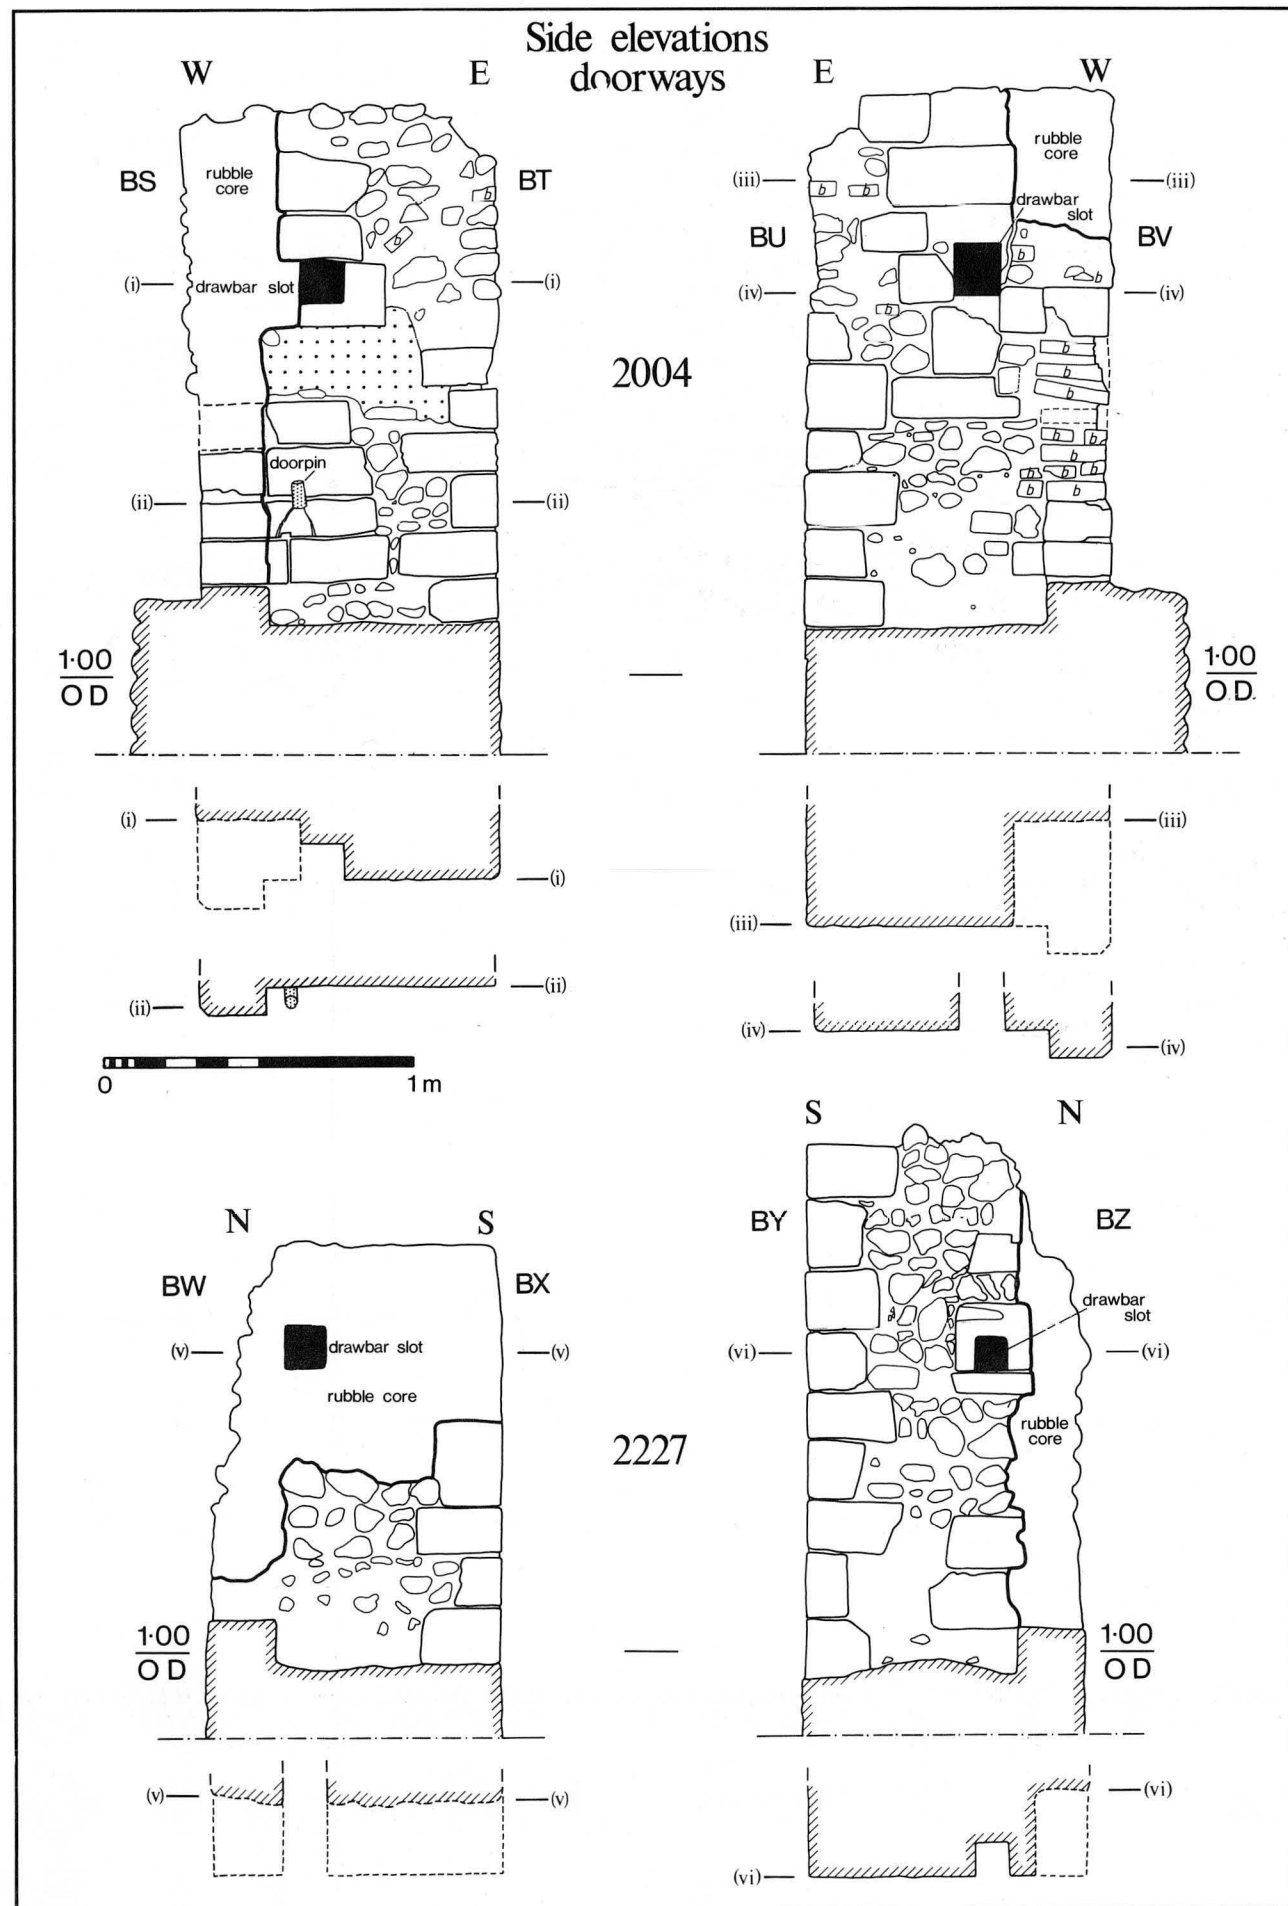 Side elevations
doorways
W
E
E
W
rubble
core
rubble
core
BS
BT
b
(iii)
b
b
(iii)
drawbar
slot
b
BU
BV
b
b
(i)
drawbar slot
(i)
(iv)
(iv)
b
2004
b
b
b
b
b
b
b
b
b
b
b
doorpin
(ii)
(ii)
1·00
OD
1·00
O.D.
(i)
(iii)
(i)
(iii)
(ii)
(ii)
(iv)
(iv)
0
1m
S
N
N
S
BY
BZ
BW
BX
drawbar
slot
(v)
drawbar slot
(v)
(vi)
(vi)
rubble core
rubble
core
2227
1·00
OD
1·00
OD
(v)
(v)
(vi)
(vi)